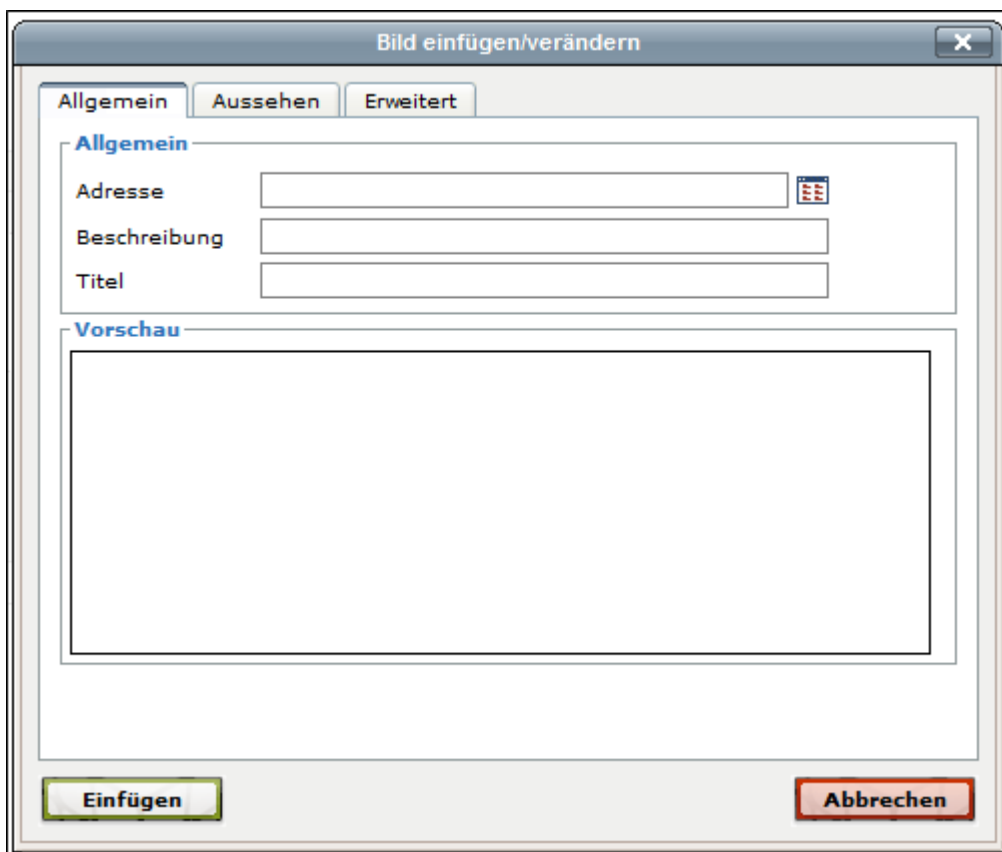 Bild einfügen/verändern
Allgemein Aussehen Erweitert
Allgemein
Adresse
Beschreibung
Titel
Vorschau
Einfügen Abbrechen